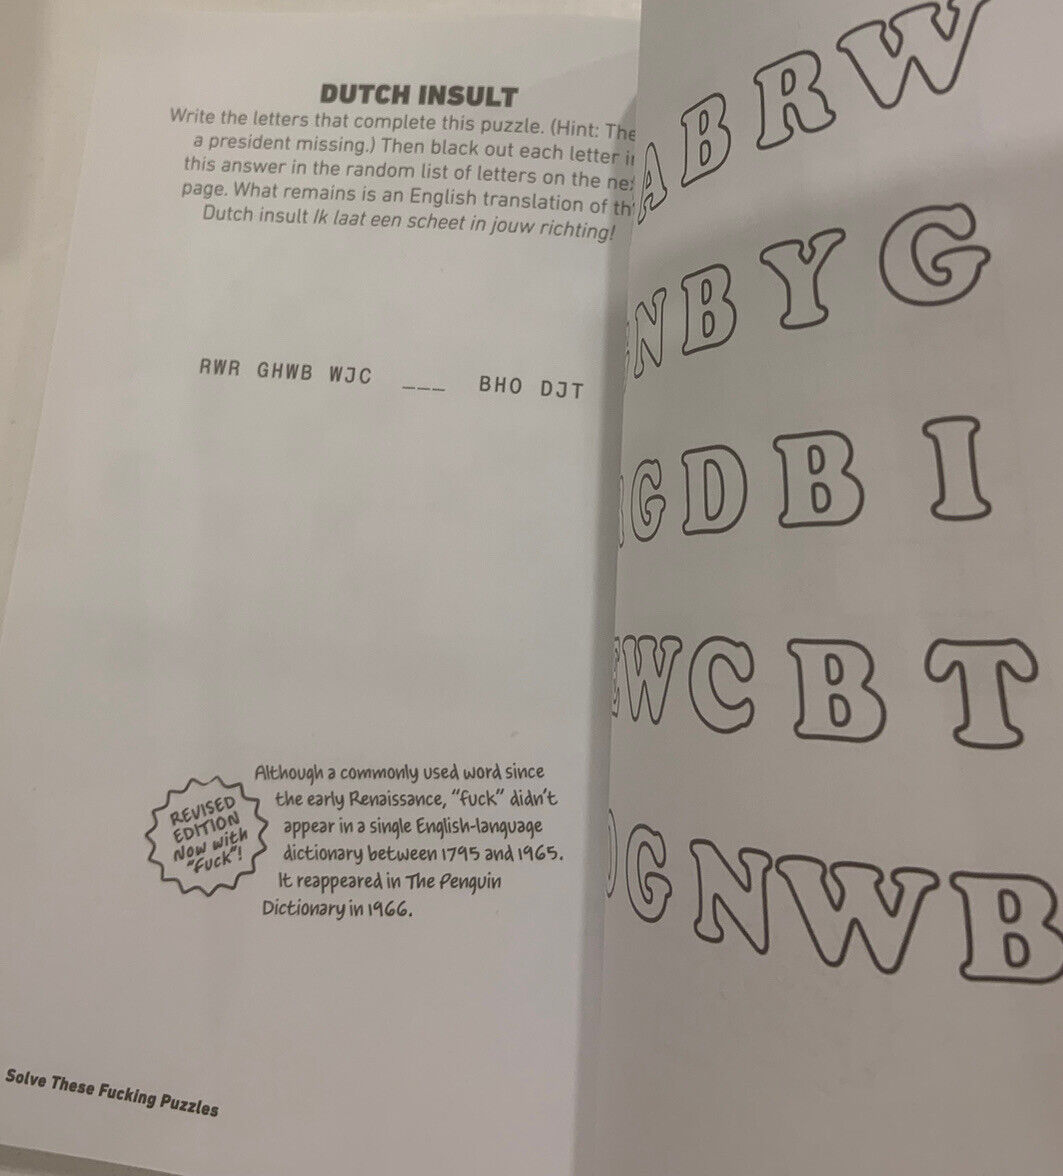 DUTCH INSULT
Write the letters that complete this puzzle. (Hint: The
a president missing.) Then black out each letter i
this answer in the random list of letters on the ne
page. What remains is an English translation of th
Dutch insult Ik laat een scheet in jouw richting!
RWR GHWB WJC ___ BHO DJT
REVISED
EDITION
Now with
"fuck"!
Although a commonly used word since
the early Renaissance, "fuck" didn't
appear in a single English-language
dictionary between 1795 and 1965.
It reappeared in The Penguin
Dictionary in 1966.
Solve These Fucking Puzzles
A B R W
N B Y G
G D B I
W C B T
G N W B